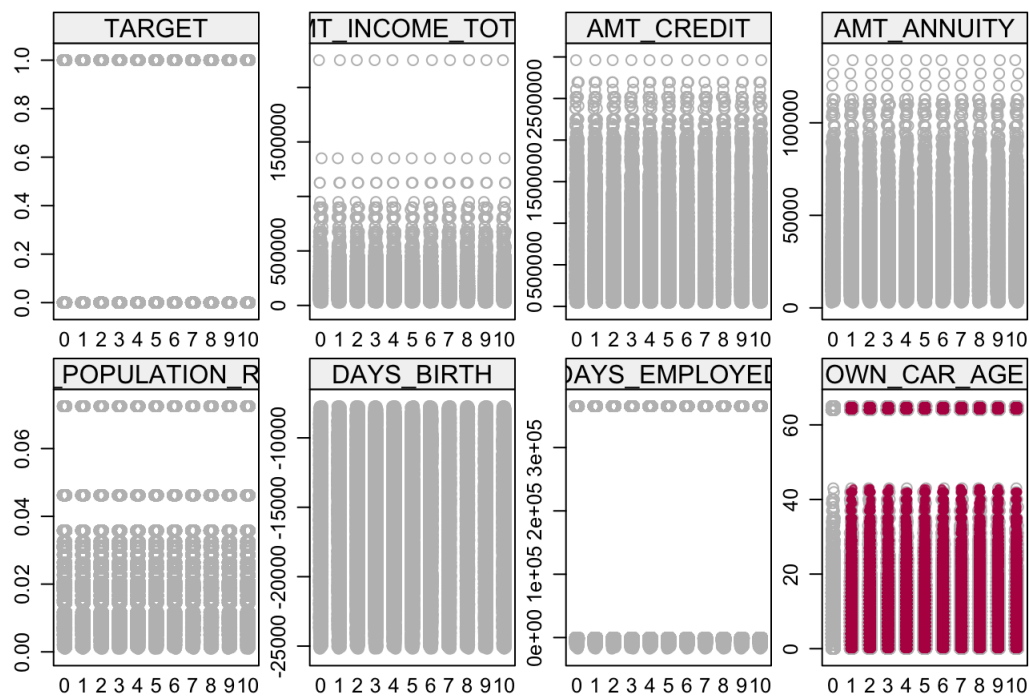 TARGET
MT_INCOME_TOT
AMT_CREDIT
AMT_ANNUITY
0.0 0.2 0.4 0.6 0.8 1.0
0 500000 1500000
0 500000 1500000 2500000
0 50000 100000
0 1 2 3 4 5 6 7 8 9 10
0 1 2 3 4 5 6 7 8 9 10
0 1 2 3 4 5 6 7 8 9 10
0 1 2 3 4 5 6 7 8 9 10
_POPULATION_R
DAYS_BIRTH
DAYS_EMPLOYED
OWN_CAR_AGE
0.00 0.02 0.04 0.06
-25000 -20000 -15000 -10000
0e+00 1e+05 2e+05 3e+05
0 20 40 60
0 1 2 3 4 5 6 7 8 9 10
0 1 2 3 4 5 6 7 8 9 10
0 1 2 3 4 5 6 7 8 9 10
0 1 2 3 4 5 6 7 8 9 10